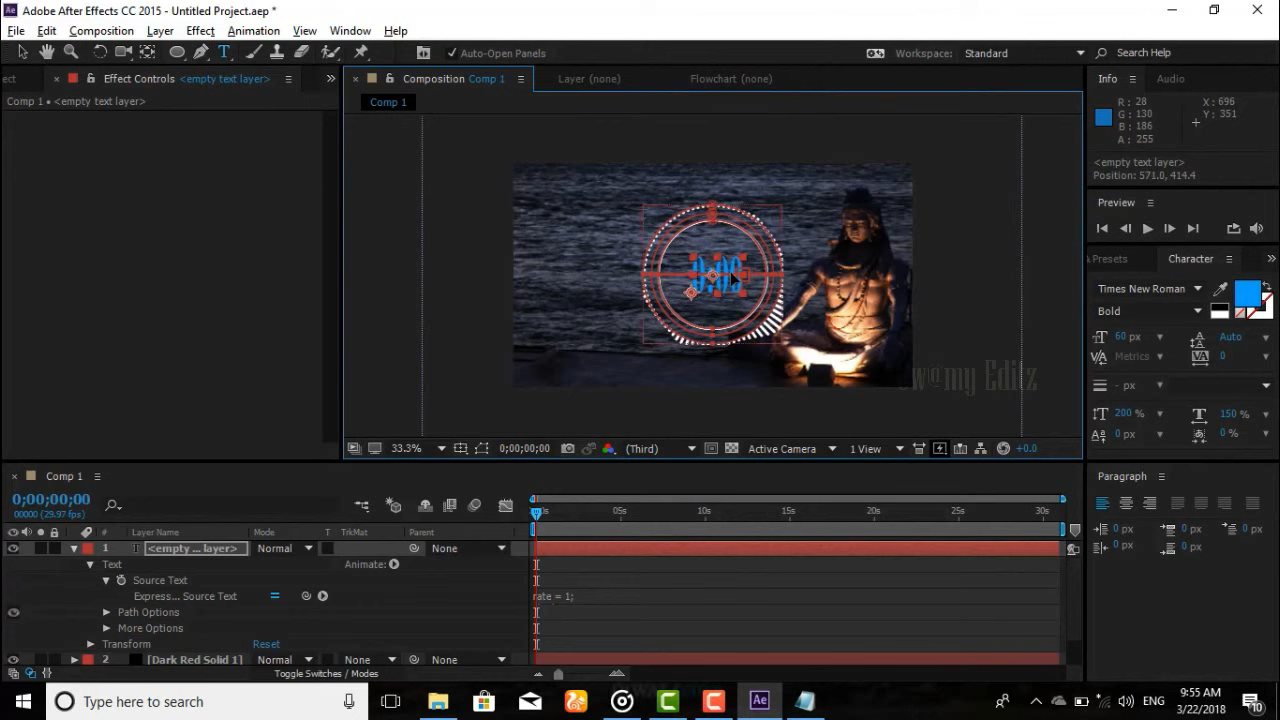 Adobe After Effects CC 2015 - Untitled Project.aep *
File Edit Composition Layer Effect Animation View Window Help
Auto-Open Panels Workspace: Standard Search Help
ect Effect Controls <empty text layer> Composition Comp 1 Layer (none) Flowchart (none) Info Audio
Comp 1 • <empty text layer>
Comp 1
R: 28 X: 696
G: 130 Y: 351
B: 186
A: 255
<empty text layer>
Position: 571.0, 414.4
Preview
Presets Character
Times New Roman
Bold
60 px Auto
Metrics 0
- px
200 % 150 %
0 px 0 %
0:00
33.3% 0;00;00;00 (Third) Active Camera 1 View +0.0
Comp 1 Paragraph
0;00;00;00
00000 (29.97 fps)
0 px 0 px
0 px 0 px
00s 05s 10s 15s 20s 25s 30s
# Layer Name Mode T TrkMat Parent
1 T <empty ... layer> Normal None
Text Animate:
Source Text
Express... Source Text rate = 1;
Path Options
More Options
Transform Reset
2 [Dark Red Solid 1] Normal None None
Toggle Switches / Modes
Type here to search ENG 9:55 AM
3/22/2018 10